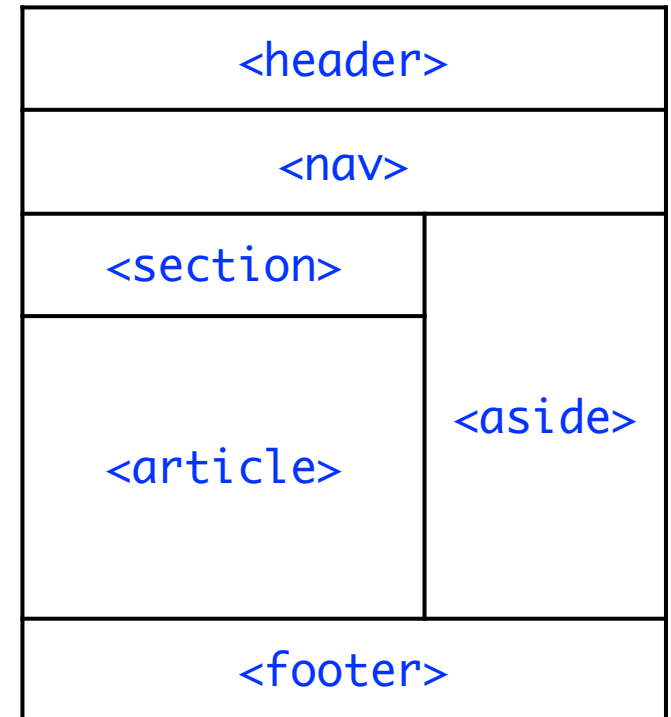 <header>
<nav>
<section>
<article>
<aside>
<footer>